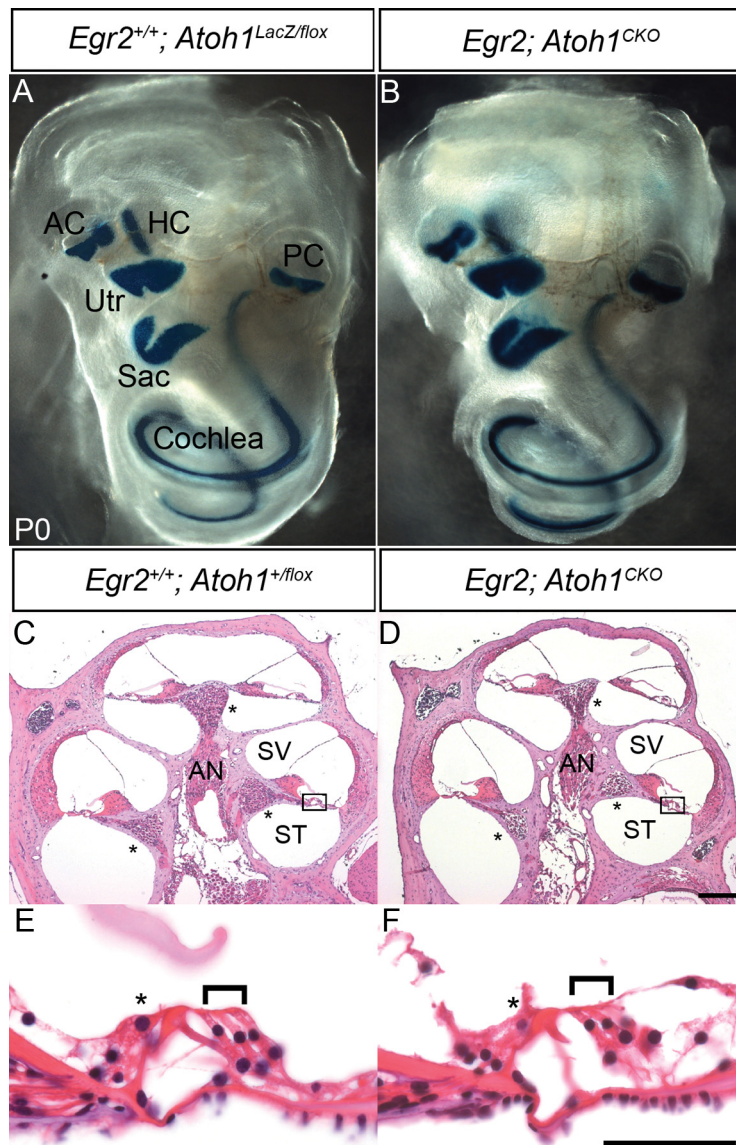 Egr2+/+; Atoh1LacZ/flox
Egr2; Atoh1CKO
A
B
AC
HC
PC
Utr
Sac
Cochlea
P0
Egr2+/+; Atoh1+/flox
Egr2; Atoh1CKO
C
D
*
*
SV
SV
AN
AN
*
*
ST
ST
*
*
E
F
*
*